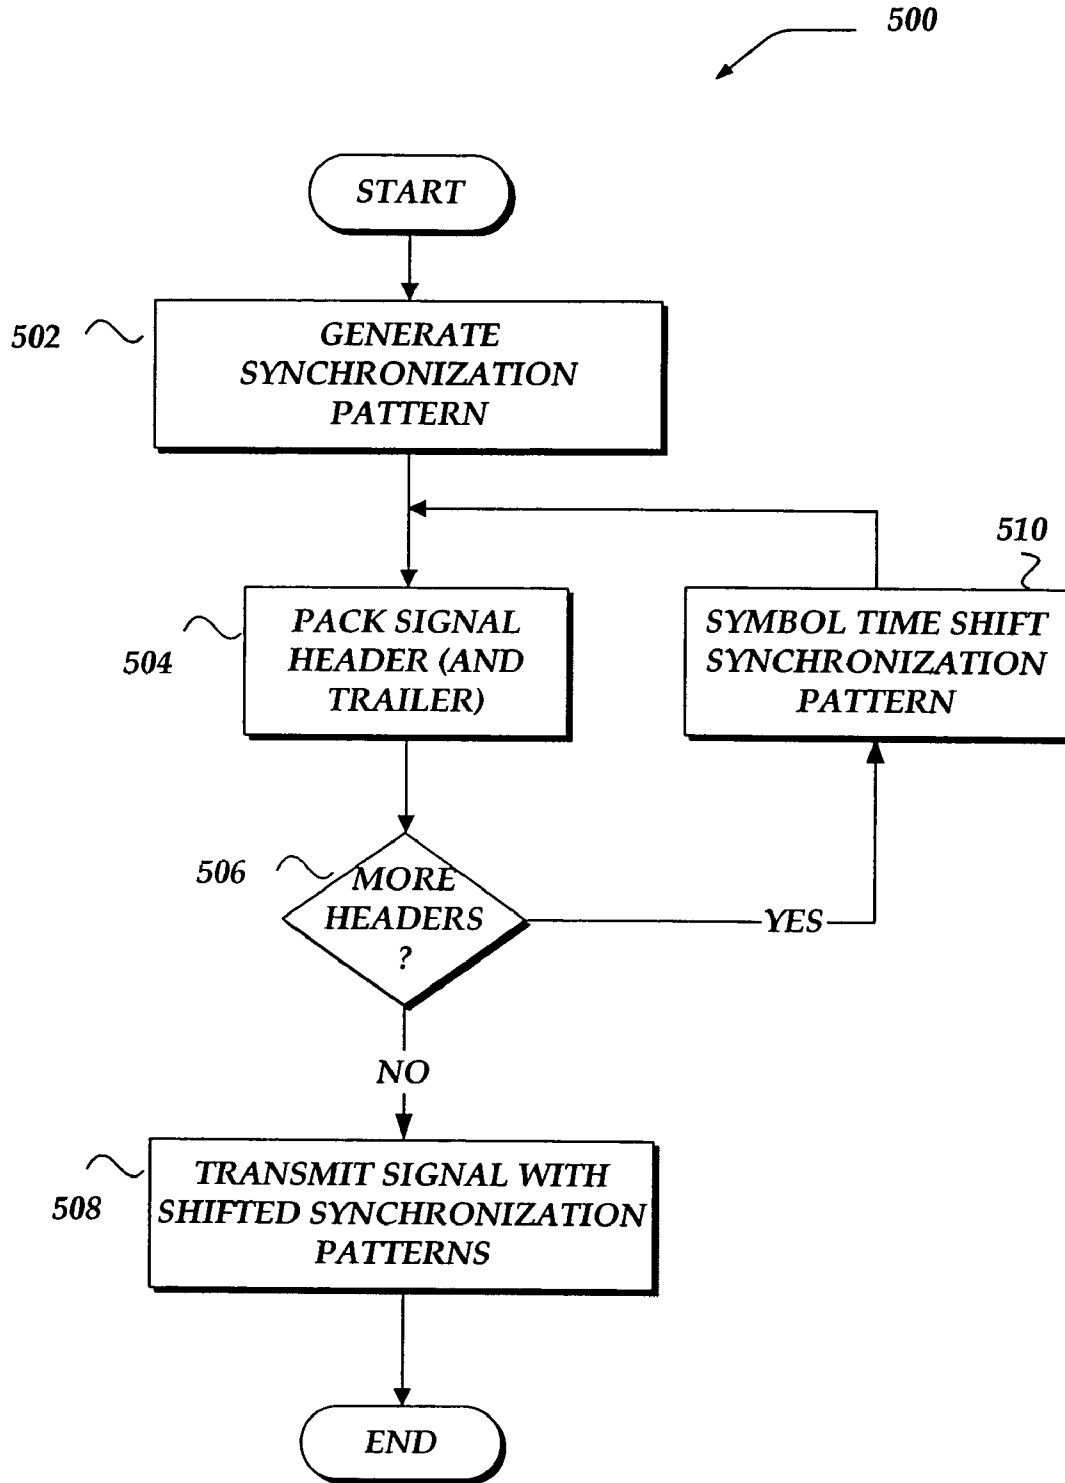 500
START
502
GENERATE
SYNCHRONIZATION
PATTERN
510
504
PACK SIGNAL
HEADER (AND
TRAILER)
SYMBOL TIME SHIFT
SYNCHRONIZATION
PATTERN
506
MORE
HEADERS
?
YES
NO
508
TRANSMIT SIGNAL WITH
SHIFTED SYNCHRONIZATION
PATTERNS
END